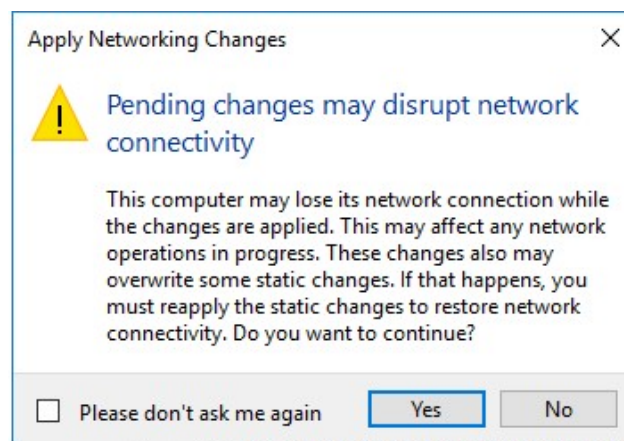 Apply Networking Changes
Pending changes may disrupt network
connectivity
This computer may lose its network connection while
the changes are applied. This may affect any network
operations in progress. These changes also may
overwrite some static changes. If that happens, you
must reapply the static changes to restore network
connectivity. Do you want to continue?
Please don't ask me again
Yes
No